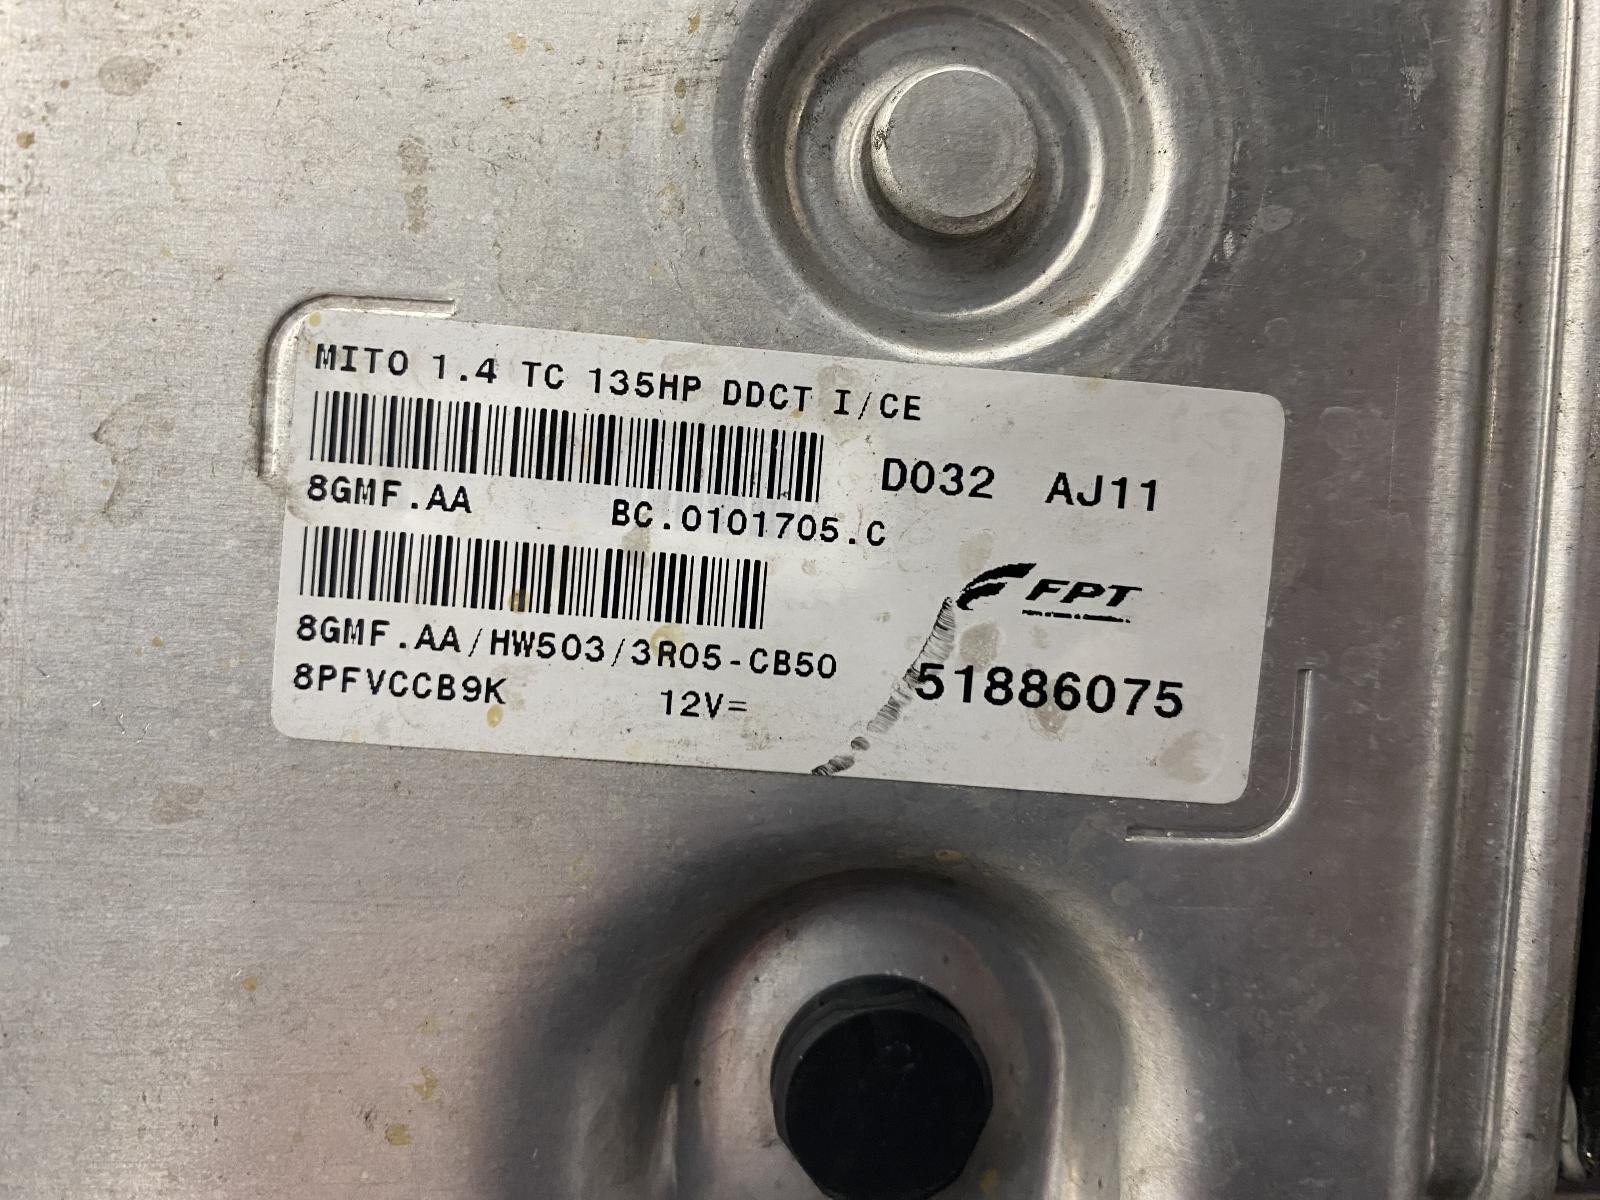 MITO 1.4 TC 135HP DDCT I/CE
D032 AJ11
8GMF.AA BC.0101705.C
FPT
8GMF.AA/HW503/3R05-CB50
51886075
8PFVCCB9K 12V=